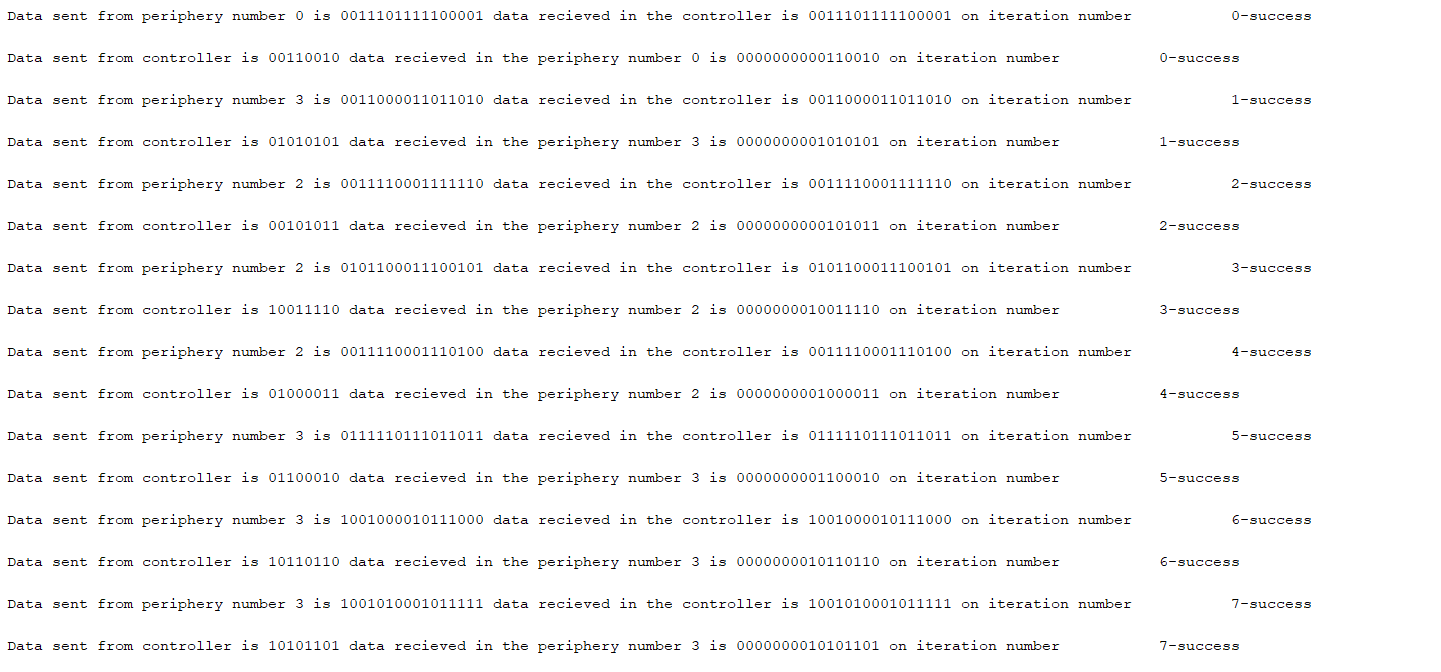 Data sent from periphery number 0 is 0011101111100001 data recieved in the controller is 0011101111100001 on iteration number 0-success
Data sent from controller is 00110010 data recieved in the periphery number 0 is 0000000000110010 on iteration number 0-success
Data sent from periphery number 3 is 0011000011011010 data recieved in the controller is 0011000011011010 on iteration number 1-success
Data sent from controller is 01010101 data recieved in the periphery number 3 is 0000000001010101 on iteration number 1-success
Data sent from periphery number 2 is 0011110001111110 data recieved in the controller is 0011110001111110 on iteration number 2-success
Data sent from controller is 00101011 data recieved in the periphery number 2 is 0000000000101011 on iteration number 2-success
Data sent from periphery number 2 is 0101100011100101 data recieved in the controller is 0101100011100101 on iteration number 3-success
Data sent from controller is 10011110 data recieved in the periphery number 2 is 0000000010011110 on iteration number 3-success
Data sent from periphery number 2 is 0011110001110100 data recieved in the controller is 0011110001110100 on iteration number 4-success
Data sent from controller is 01000011 data recieved in the periphery number 2 is 0000000001000011 on iteration number 4-success
Data sent from periphery number 3 is 0111110111011011 data recieved in the controller is 0111110111011011 on iteration number 5-success
Data sent from controller is 01100010 data recieved in the periphery number 3 is 0000000001100010 on iteration number 5-success
Data sent from periphery number 3 is 1001000010111000 data recieved in the controller is 1001000010111000 on iteration number 6-success
Data sent from controller is 10110110 data recieved in the periphery number 3 is 0000000010110110 on iteration number 6-success
Data sent from periphery number 3 is 1001010001011111 data recieved in the controller is 1001010001011111 on iteration number 7-success
Data sent from controller is 10101101 data recieved in the periphery number 3 is 0000000010101101 on iteration number 7-success